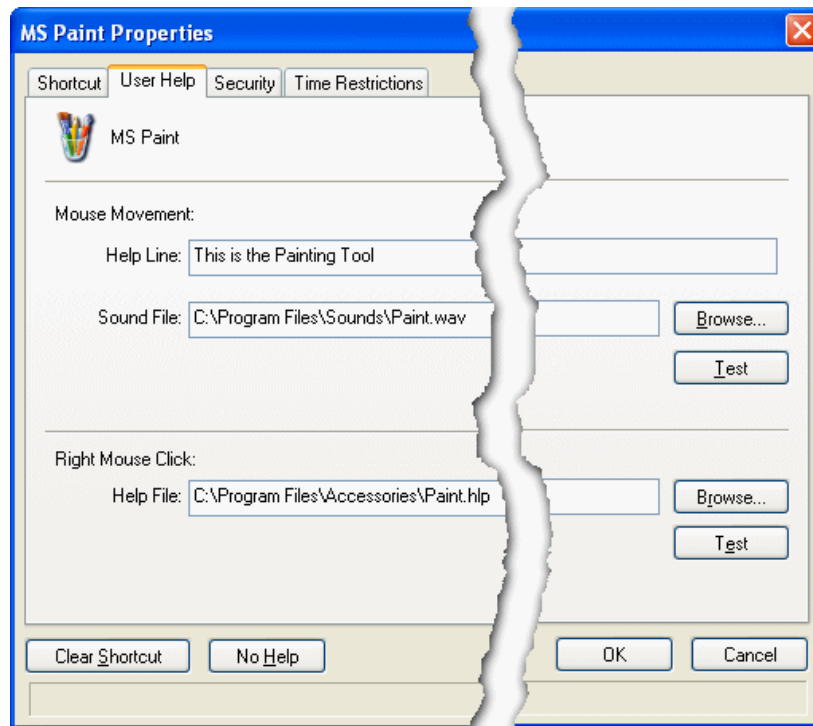 MS Paint Properties
Shortcut User Help Security Time Restrictions
MS Paint
Mouse Movement:
Help Line: This is the Painting Tool
Sound File: C:\Program Files\Sounds\Paint.wav Browse...
Test
Right Mouse Click:
Help File: C:\Program Files\Accessories\Paint.hlp Browse...
Test
Clear Shortcut No Help OK Cancel